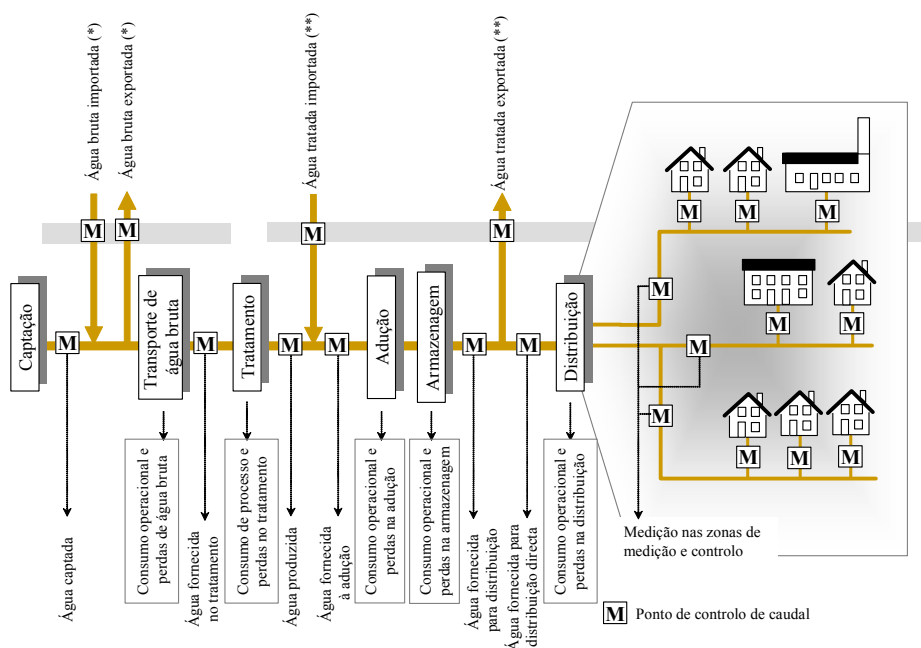 Água bruta importada (*)
Água bruta exportada (*)
Água tratada importada (**)
Água tratada exportada (**)
M
M
M
M
Captação
M
Transporte de
água bruta
M
Tratamento
M
M
Adução
Armazenagem
M
M
Distribuição
M
M
M
M
M
M
M
M
M
M
M
Água captada
Consumo operacional e
perdas de água bruta
Água fornecida
no tratamento
Consumo de processo e
perdas no tratamento
Água produzida
Água fornecida
à adução
Consumo operacional e
perdas na adução
Consumo operacional e
perdas na armazenagem
Água fornecida
para distribuição
Água fornecida para
distribuição directa
Consumo operacional e
perdas na distribuição
Medição nas zonas de
medição e controlo
M Ponto de controlo de caudal